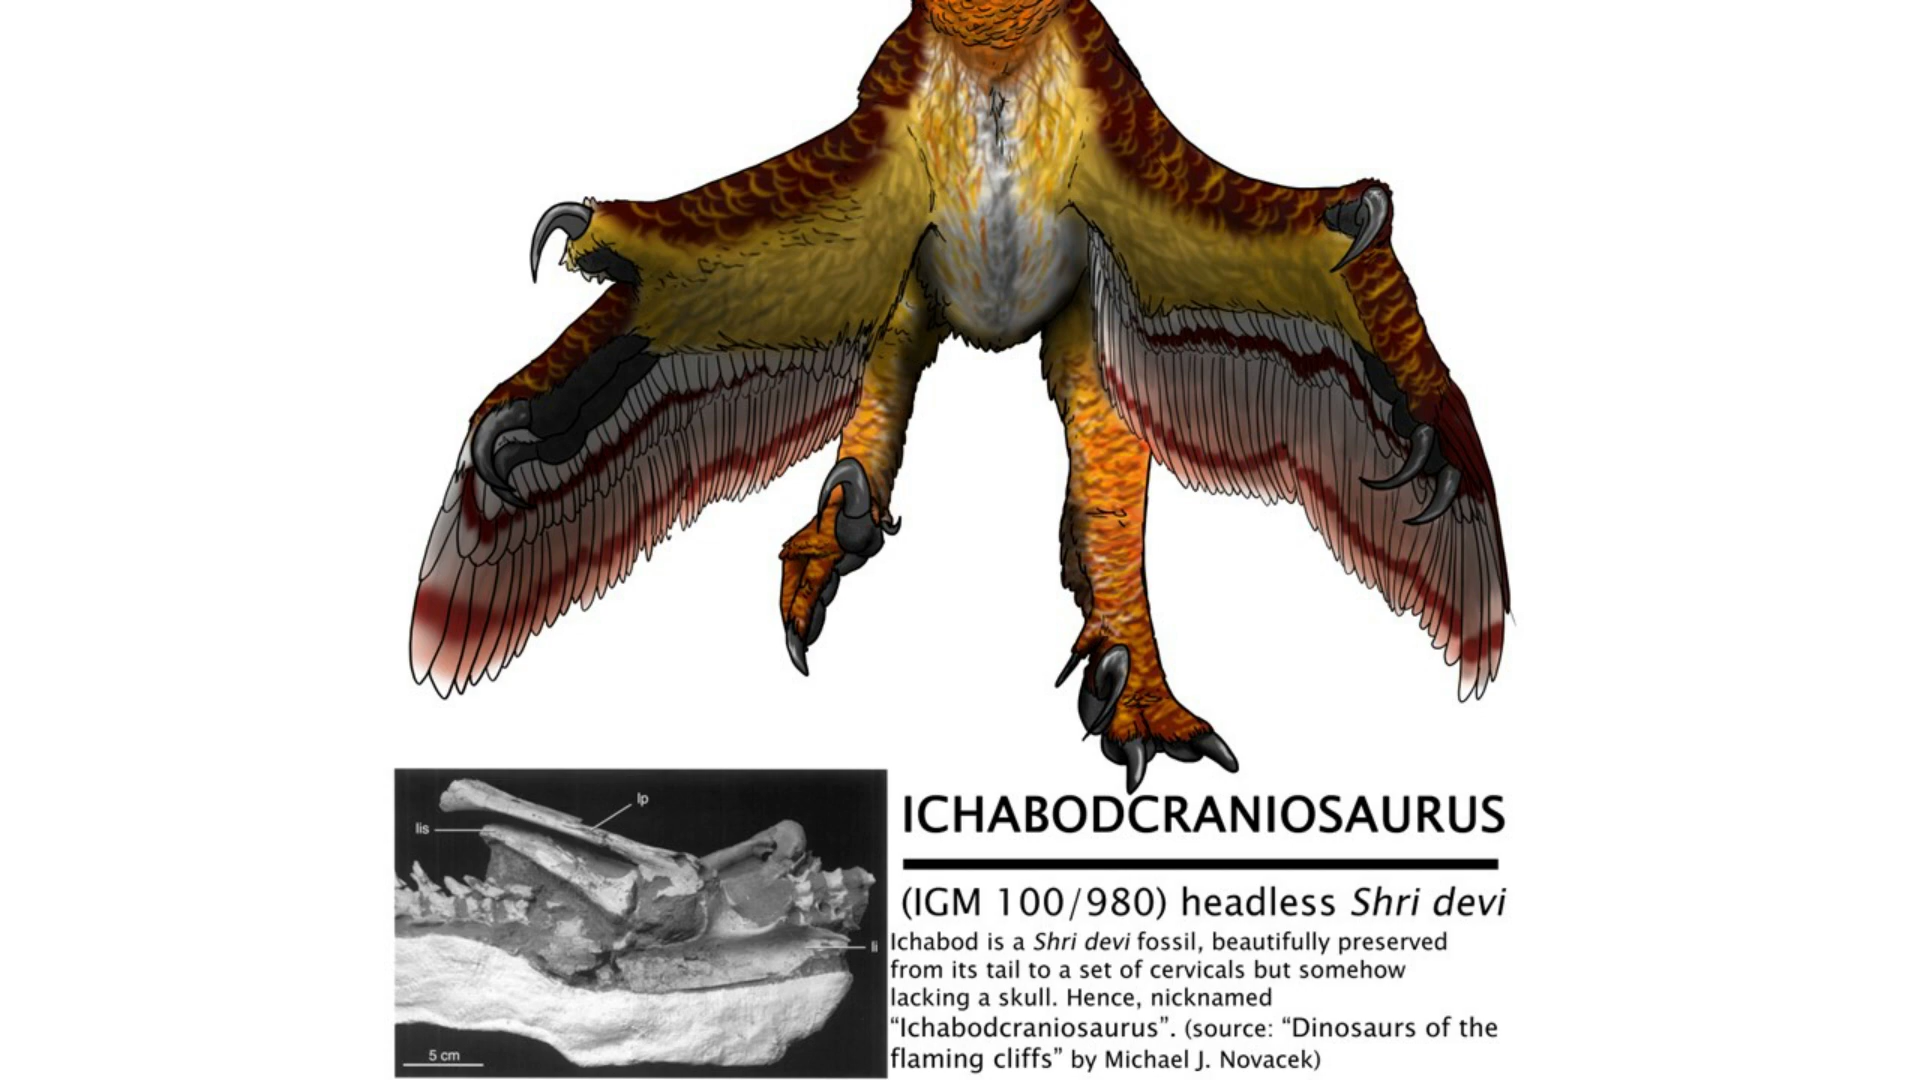 lp
lis
li
5 cm
ICHABODCRANIOSAURUS
(IGM 100/980) headless Shri devi
Ichabod is a Shri devi fossil, beautifully preserved
from its tail to a set of cervicals but somehow
lacking a skull. Hence, nicknamed
“Ichabodcraniosaurus”. (source: “Dinosaurs of the
flaming cliffs” by Michael J. Novacek)